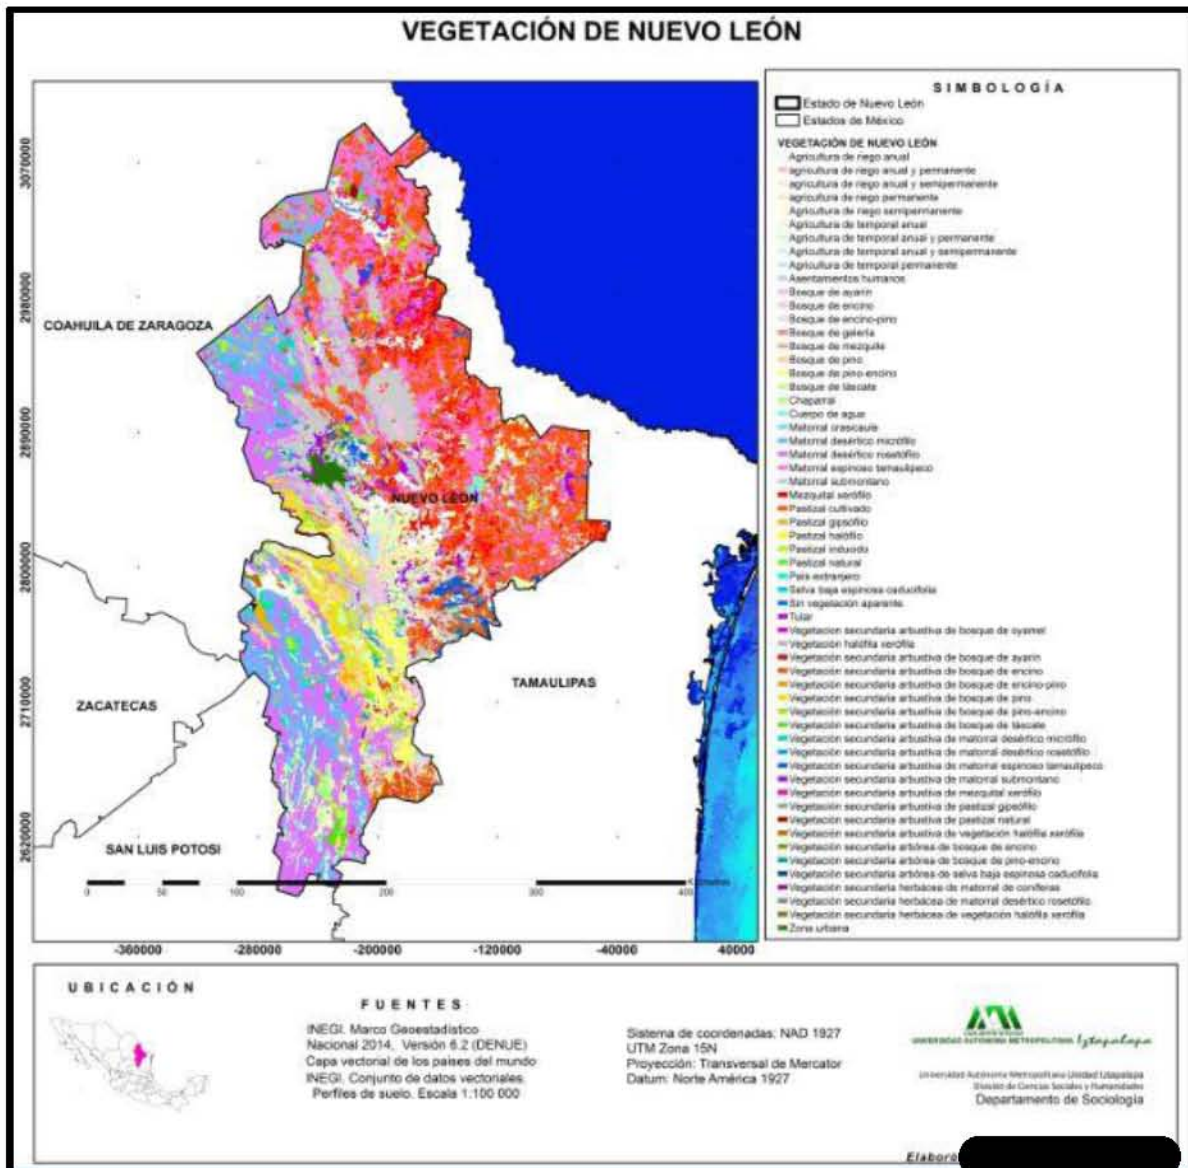 VEGETACIÓN DE NUEVO LEÓN
SIMBOLOGÍA
Estado de Nuevo León
Estados de México
VEGETACIÓN DE NUEVO LEÓN
Agricultura de riego anual
agricultura de riego anual y permanente
agricultura de riego anual y semipermanente
agricultura de riego permanente
Agricultura de riego semipermanente
Agricultura de temporal anual
Agricultura de temporal anual y permanente
Agricultura de temporal anual y semipermanente
Agricultura de temporal permanente
Asentamientos humanos
Bosque de ayarin
Bosque de encino
Bosque de encino-pino
Bosque de galería
Bosque de mezquite
Bosque de pino
Bosque de pino-encino
Bosque de táscate
Chaparral
Cuerpo de agua
Matorral crasicaule
Matorral desértico micrófilo
Matorral desértico rosetófilo
Matorral espinoso tamaulipeco
Matorral submontano
Mezquital xerófilo
Pastizal cultivado
Pastizal gipsófilo
Pastizal halófilo
Pastizal inducido
Pastizal natural
País extranjero
Selva baja espinosa caducifolia
Sin vegetación aparente
Tular
Vegetacion secundaria arbustiva de bosque de oyamel
Vegetación halófila xerófila
Vegetación secundaria arbustiva de bosque de ayarin
Vegetación secundaria arbustiva de bosque de encino
Vegetación secundaria arbustiva de bosque de encino-pino
Vegetación secundaria arbustiva de bosque de pino
Vegetación secundaria arbustiva de bosque de pino-encino
Vegetación secundaria arbustiva de bosque de táscate
Vegetación secundaria arbustiva de matorral desértico micrófilo
Vegetación secundaria arbustiva de matorral desértico rosetófilo
Vegetación secundaria arbustiva de matorral espinoso tamaulipeco
Vegetación secundaria arbustiva de matorral submontano
Vegetación secundaria arbustiva de mezquital xerófilo
Vegetación secundaria arbustiva de pastizal gipsófilo
Vegetación secundaria arbustiva de pastizal natural
Vegetación secundaria arbustiva de vegetación halófila xerófila
Vegetación secundaria arbórea de bosque de encino
Vegetación secundaria arbórea de bosque de pino-encino
Vegetación secundaria arbórea de selva baja espinosa caducifolia
Vegetación secundaria herbácea de matorral de coníferas
Vegetación secundaria herbácea de matorral desértico rosetófilo
Vegetación secundaria herbácea de vegetación halófila xerófila
Zona urbana
3070000
2980000
2890000
2800000
2710000
2620000
COAHUILA DE ZARAGOZA
NUEVO LEÓN
TAMAULIPAS
ZACATECAS
SAN LUIS POTOSI
0 50 100 200 300
-360000 -280000 -200000 -120000 -40000 40000
UBICACIÓN
FUENTES
INEGI. Marco Geoestadístico
Nacional 2014, Versión 6.2 (DENUE)
Capa vectorial de los países del mundo
INEGI. Conjunto de datos vectoriales.
Perfiles de suelo. Escala 1:100 000
Sistema de coordenadas: NAD 1927
UTM Zona 15N
Proyección: Transversal de Mercator
Datum: Norte América 1927
UNIVERSIDAD AUTONOMA METROPOLITANA Iztapalapa
Universidad Autónoma Metropolitana Unidad Iztapalapa
División de Ciencias Sociales y Humanidades
Departamento de Sociología
Elaboró